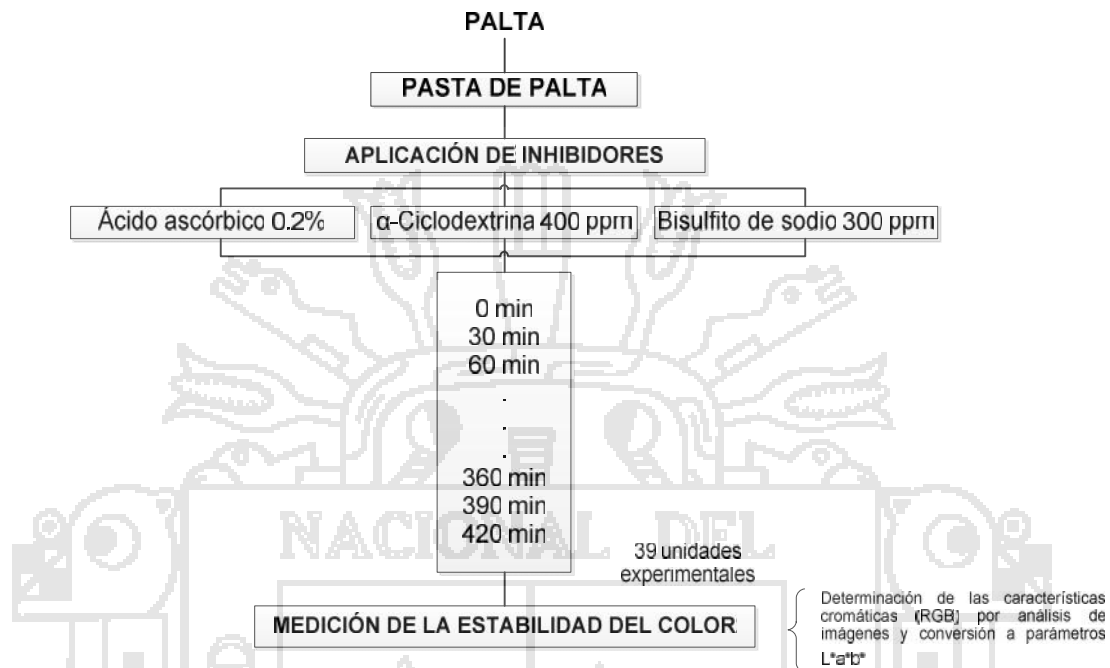 PALTA
PASTA DE PALTA
APLICACIÓN DE INHIBIDORES
Ácido ascórbico 0.2%
α-Ciclodextrina 400 ppm
Bisulfito de sodio 300 ppm
0 min
30 min
60 min
.
.
.
360 min
390 min
420 min
NACIONAL DEL
39 unidades
experimentales
MEDICIÓN DE LA ESTABILIDAD DEL COLOR
Determinación de las características
cromáticas (RGB) por análisis de
imágenes y conversión a parámetros
L*a*b*